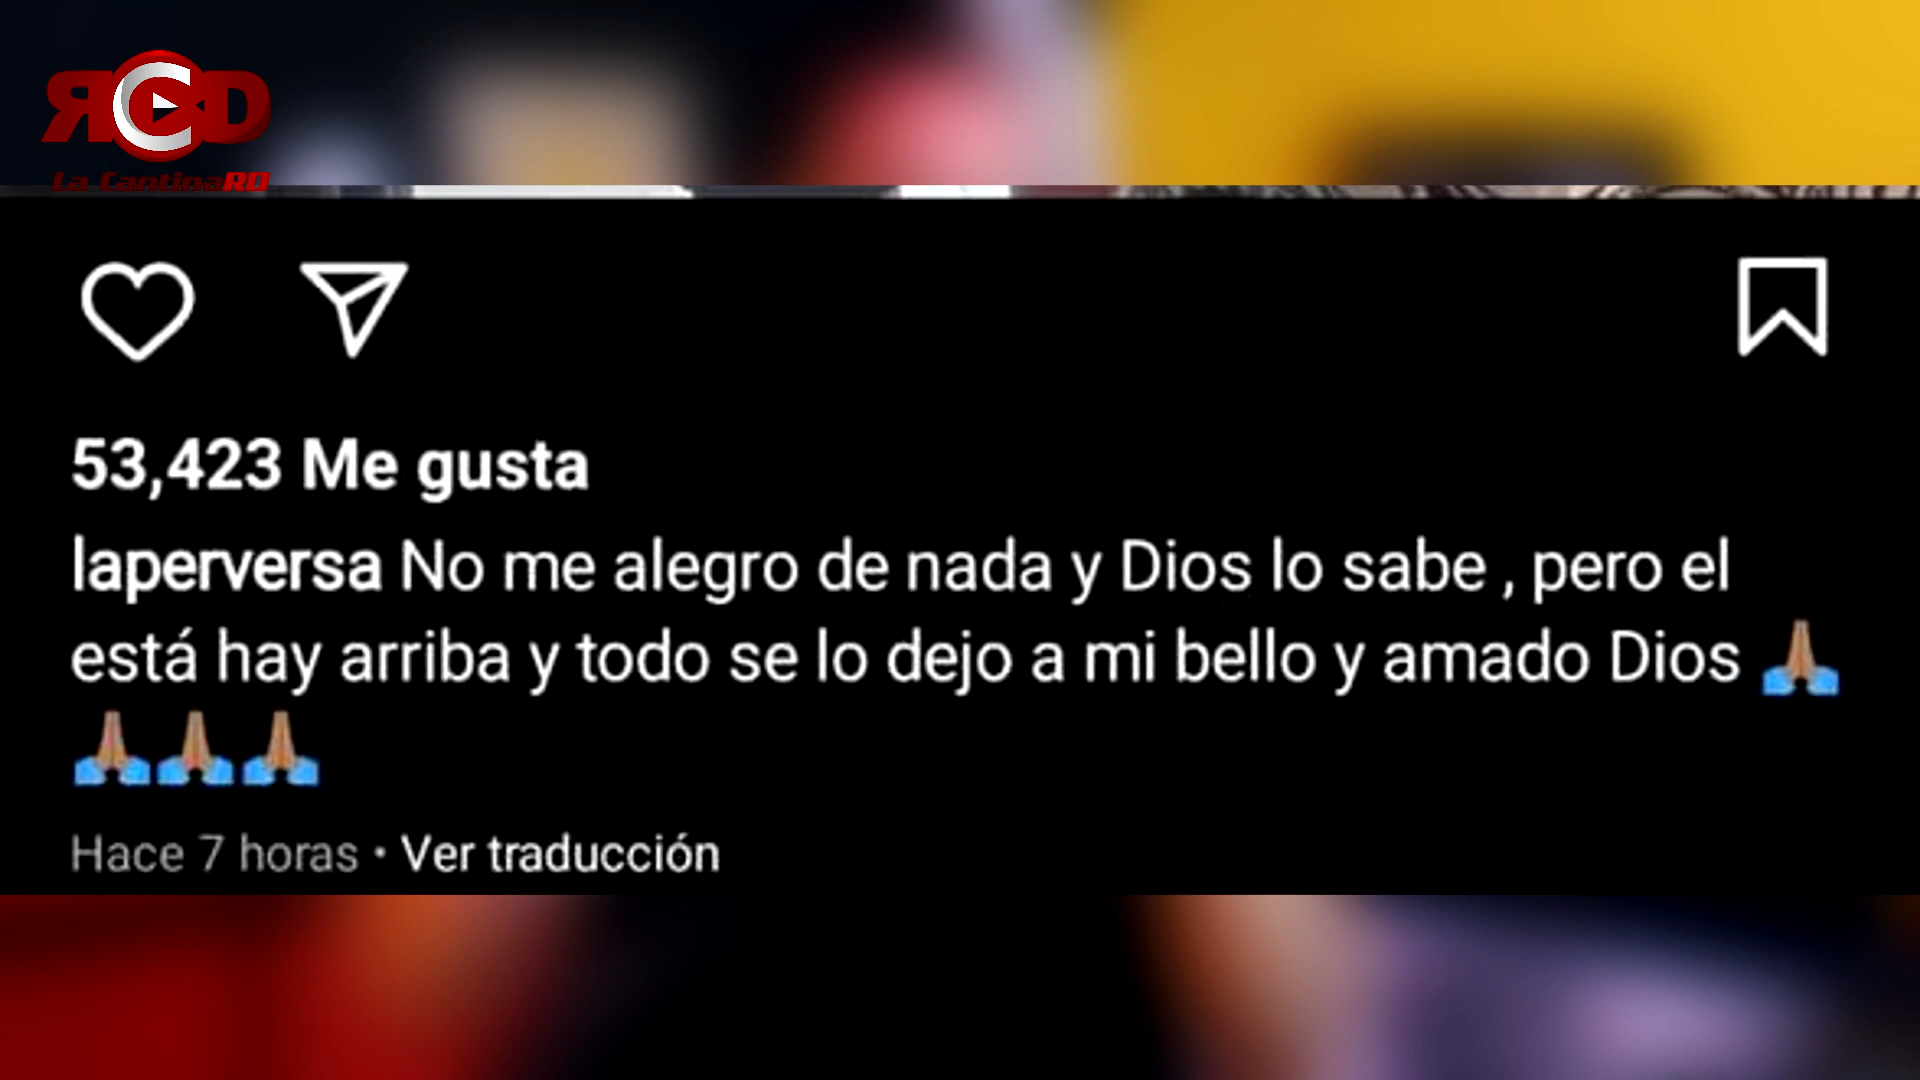 RCD
La CantinaRD
53,423 Me gusta
laperversa No me alegro de nada y Dios lo sabe , pero el
está hay arriba y todo se lo dejo a mi bello y amado Dios 🙏🏽
🙏🏽🙏🏽🙏🏽
Hace 7 horas • Ver traducción